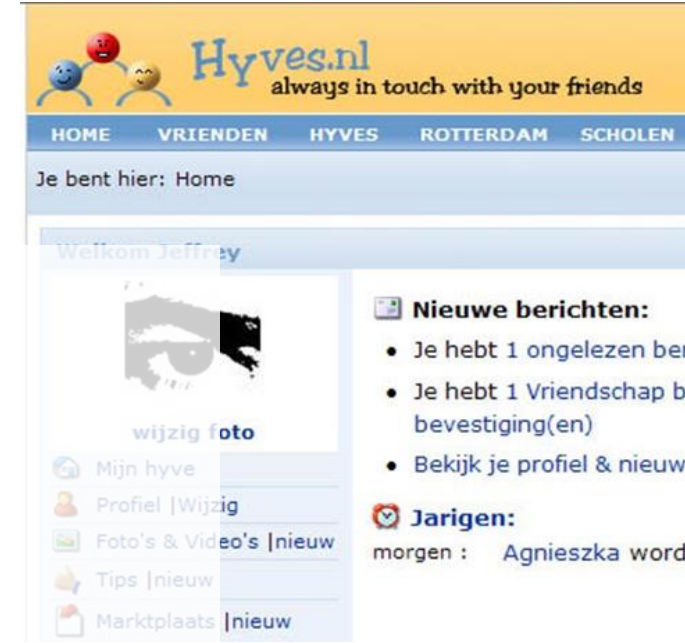 Hyves.nl
always in touch with your friends
HOME VRIENDEN HYVES ROTTERDAM SCHOLEN
Je bent hier: Home
Welkom Jeffrey
wijzig foto
Mijn hyve
Profiel |Wijzig
Foto's & Video's |nieuw
Tips |nieuw
Marktplaats |nieuw
Nieuwe berichten:
• Je hebt 1 ongelezen ber
• Je hebt 1 Vriendschap b
bevestiging(en)
• Bekijk je profiel & nieuw
Jarigen:
morgen : Agnieszka word